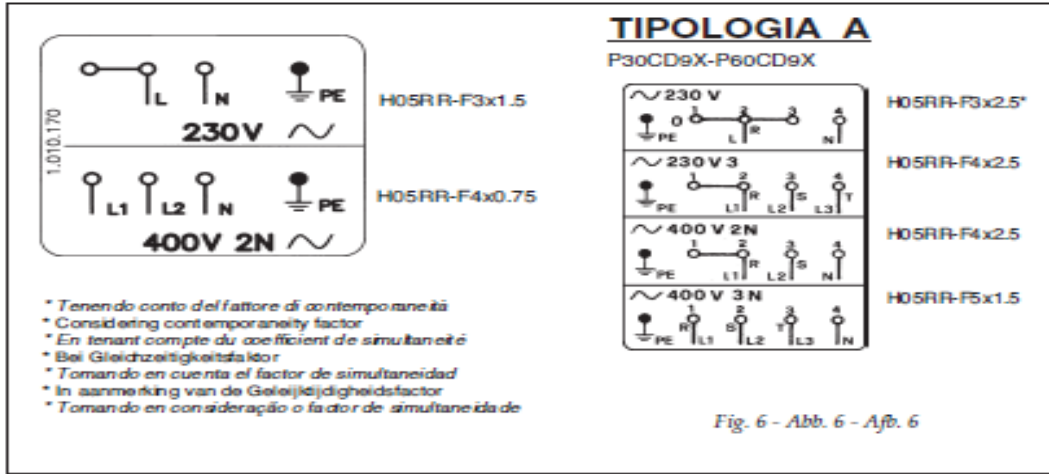 1.010.170
L N PE
230V
H05RR-F3x1.5
L1 L2 N PE
400V 2N
H05RR-F4x0.75
* Tenendo conto del fattore di contemporaneità
* Considering contemporaneity factor
* En tenant compte du coefficient de simultaneité
* Bei Gleichzeitigkeitsfaktor
* Tomando en cuenta el factor de simultaneidad
* In aanmerking van de Geleijktijdigheidsfactor
* Tomando en consideração o factor de simultaneidade
TIPOLOGIA A
P30CD9X-P60CD9X
230 V
0 1 2 3 4
PE L R N
H05RR-F3x2.5*
230 V 3
1 2 3 4
PE L1 R L2 S L3 T
H05RR-F4x2.5
400 V 2N
1 2 3 4
PE L1 R L2 S N
H05RR-F4x2.5
400 V 3N
1 2 3 4
PE R L1 S L2 T L3 N
H05RR-F5x1.5
Fig. 6 - Abb. 6 - Afb. 6